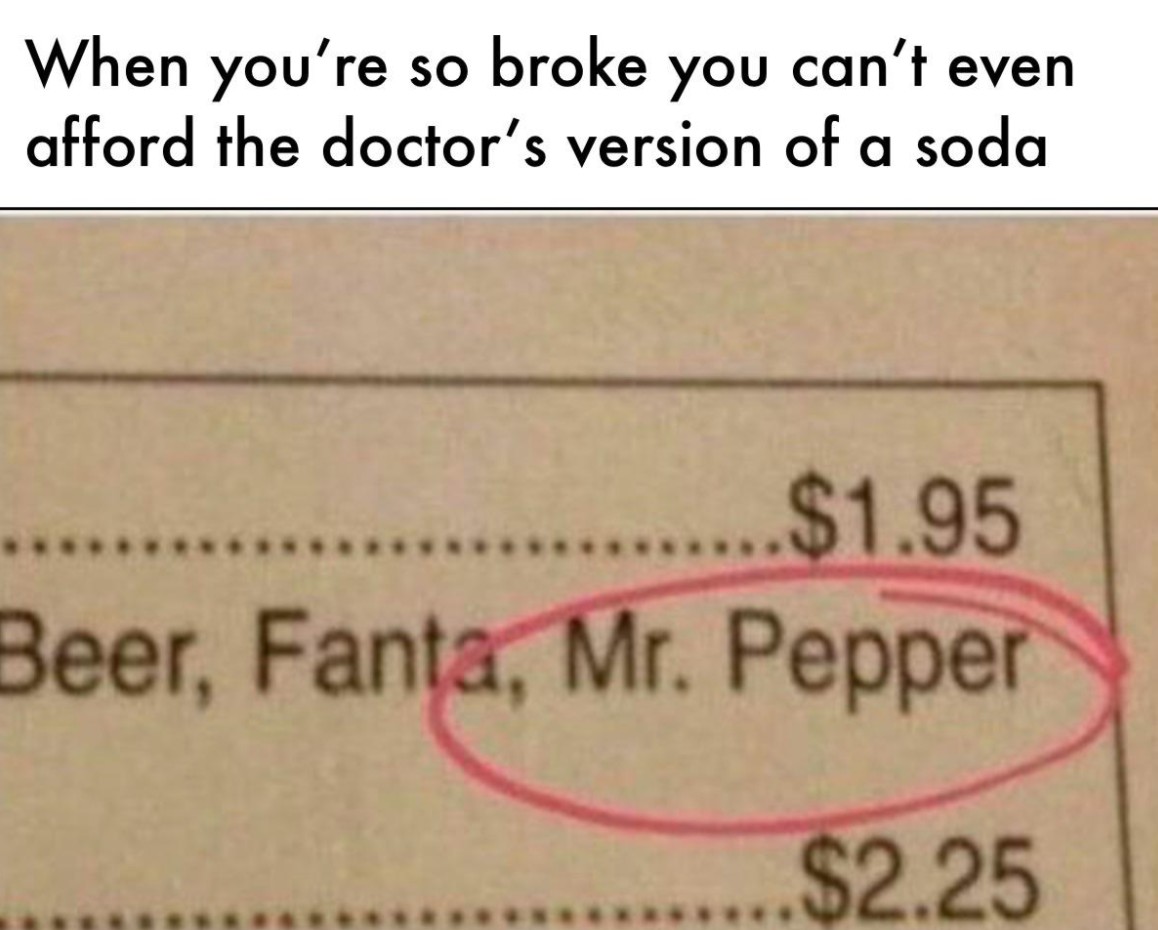 When you’re so broke you can’t even
afford the doctor’s version of a soda
..................................$1.95
Beer, Fanta, Mr. Pepper
..................................$2.25